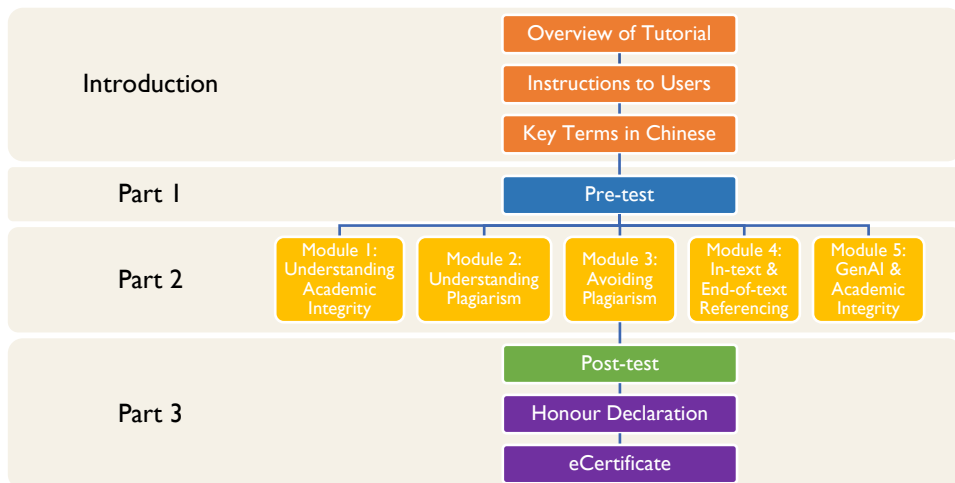 Introduction
Overview of Tutorial
Instructions to Users
Key Terms in Chinese
Part 1
Pre-test
Part 2
Module 1:
Understanding
Academic
Integrity
Module 2:
Understanding
Plagiarism
Module 3:
Avoiding
Plagiarism
Module 4:
In-text &
End-of-text
Referencing
Module 5:
GenAI &
Academic
Integrity
Part 3
Post-test
Honour Declaration
eCertificate